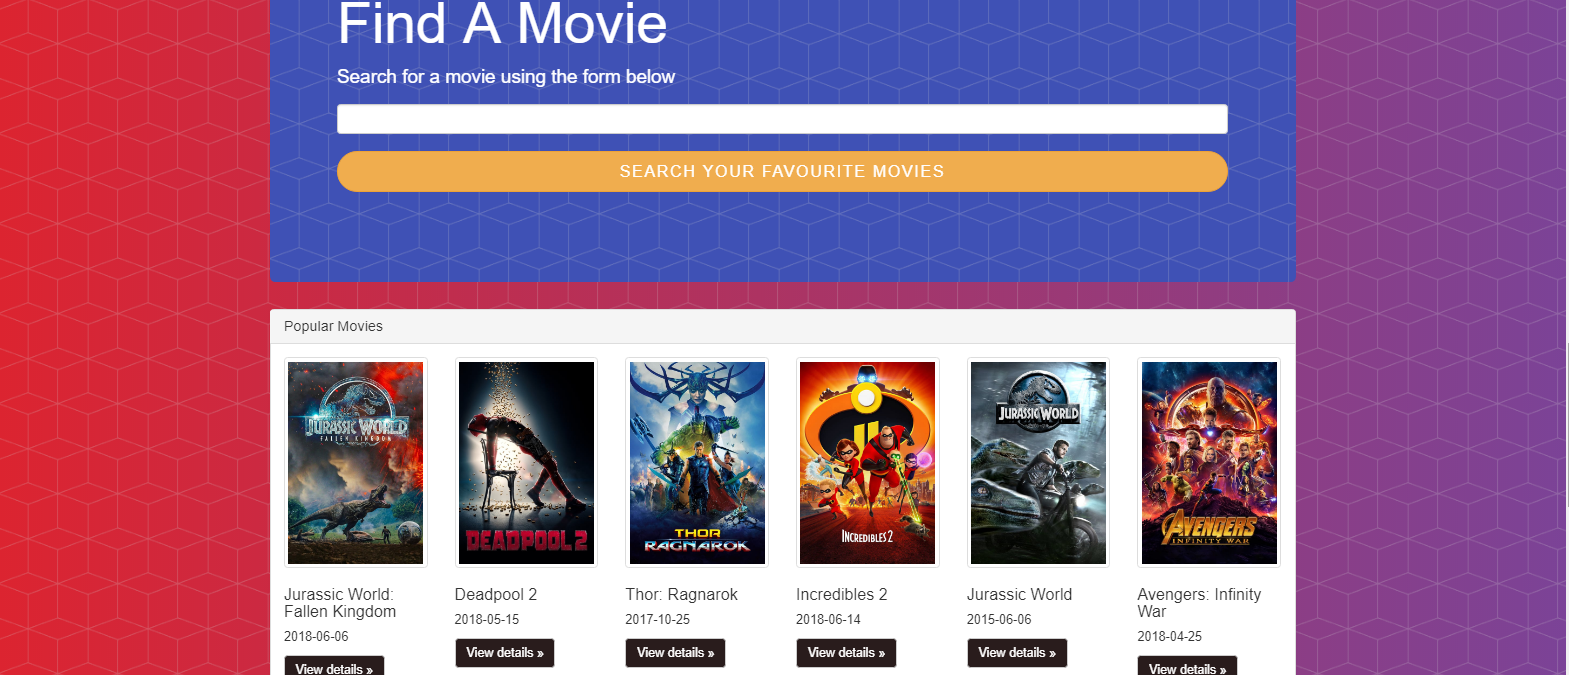 Find A Movie
Search for a movie using the form below
SEARCH YOUR FAVOURITE MOVIES
Popular Movies
JURASSIC WORLD
FALLEN KINGDOM
DEADPOOL 2
THOR
RAGNAROK
INCREDIBLES 2
JURASSIC WORLD
AVENGERS
INFINITY WAR
Jurassic World:
Fallen Kingdom
2018-06-06
View details »
Deadpool 2
2018-05-15
View details »
Thor: Ragnarok
2017-10-25
View details »
Incredibles 2
2018-06-14
View details »
Jurassic World
2015-06-06
View details »
Avengers: Infinity
War
2018-04-25
View details »